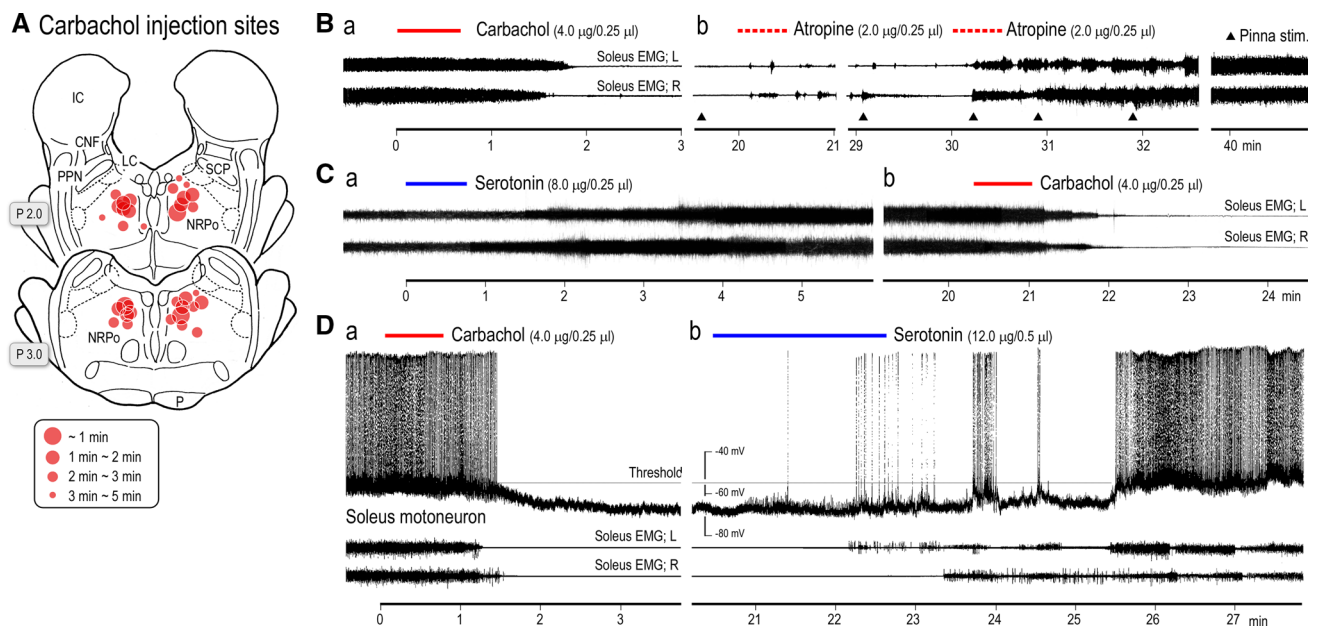 A Carbachol injection sites
IC
CNF
LC
PPN
SCP
P 2.0
NRPo
NRPo
P 3.0
P
~ 1 min
1 min ~ 2 min
2 min ~ 3 min
3 min ~ 5 min
B a Carbachol (4.0 μg/0.25 μl) b Atropine (2.0 μg/0.25 μl) Atropine (2.0 μg/0.25 μl) ▲ Pinna stim.
Soleus EMG; L
Soleus EMG; R
0 1 2 3 20 21 29 30 31 32 40 min
C a Serotonin (8.0 μg/0.25 μl) b Carbachol (4.0 μg/0.25 μl)
Soleus EMG; L
Soleus EMG; R
0 1 2 3 4 5 20 21 22 23 24 min
D a Carbachol (4.0 μg/0.25 μl) b Serotonin (12.0 μg/0.5 μl)
-40 mV
Threshold
-60 mV
-80 mV
Soleus motoneuron
Soleus EMG; L
Soleus EMG; R
0 1 2 3 21 22 23 24 25 26 27 min